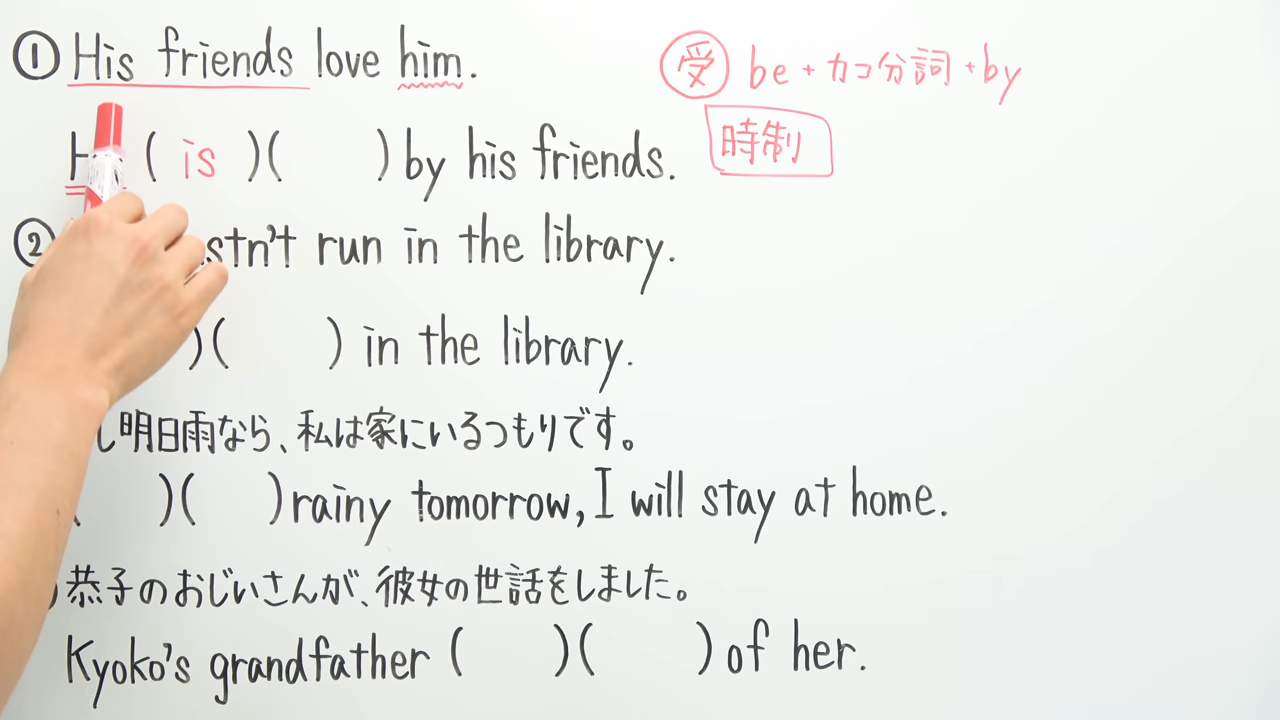 ① His friends love him.
受 be + カコ分詞 + by
( is )( ) by his friends.
時制
② stn't run in the library.
)( ) in the library.
し明日雨なら、私は家にいるつもりです。
)( ) rainy tomorrow, I will stay at home.
恭子のおじいさんが、彼女の世話をしました。
Kyoko's grandfather ( )( ) of her.